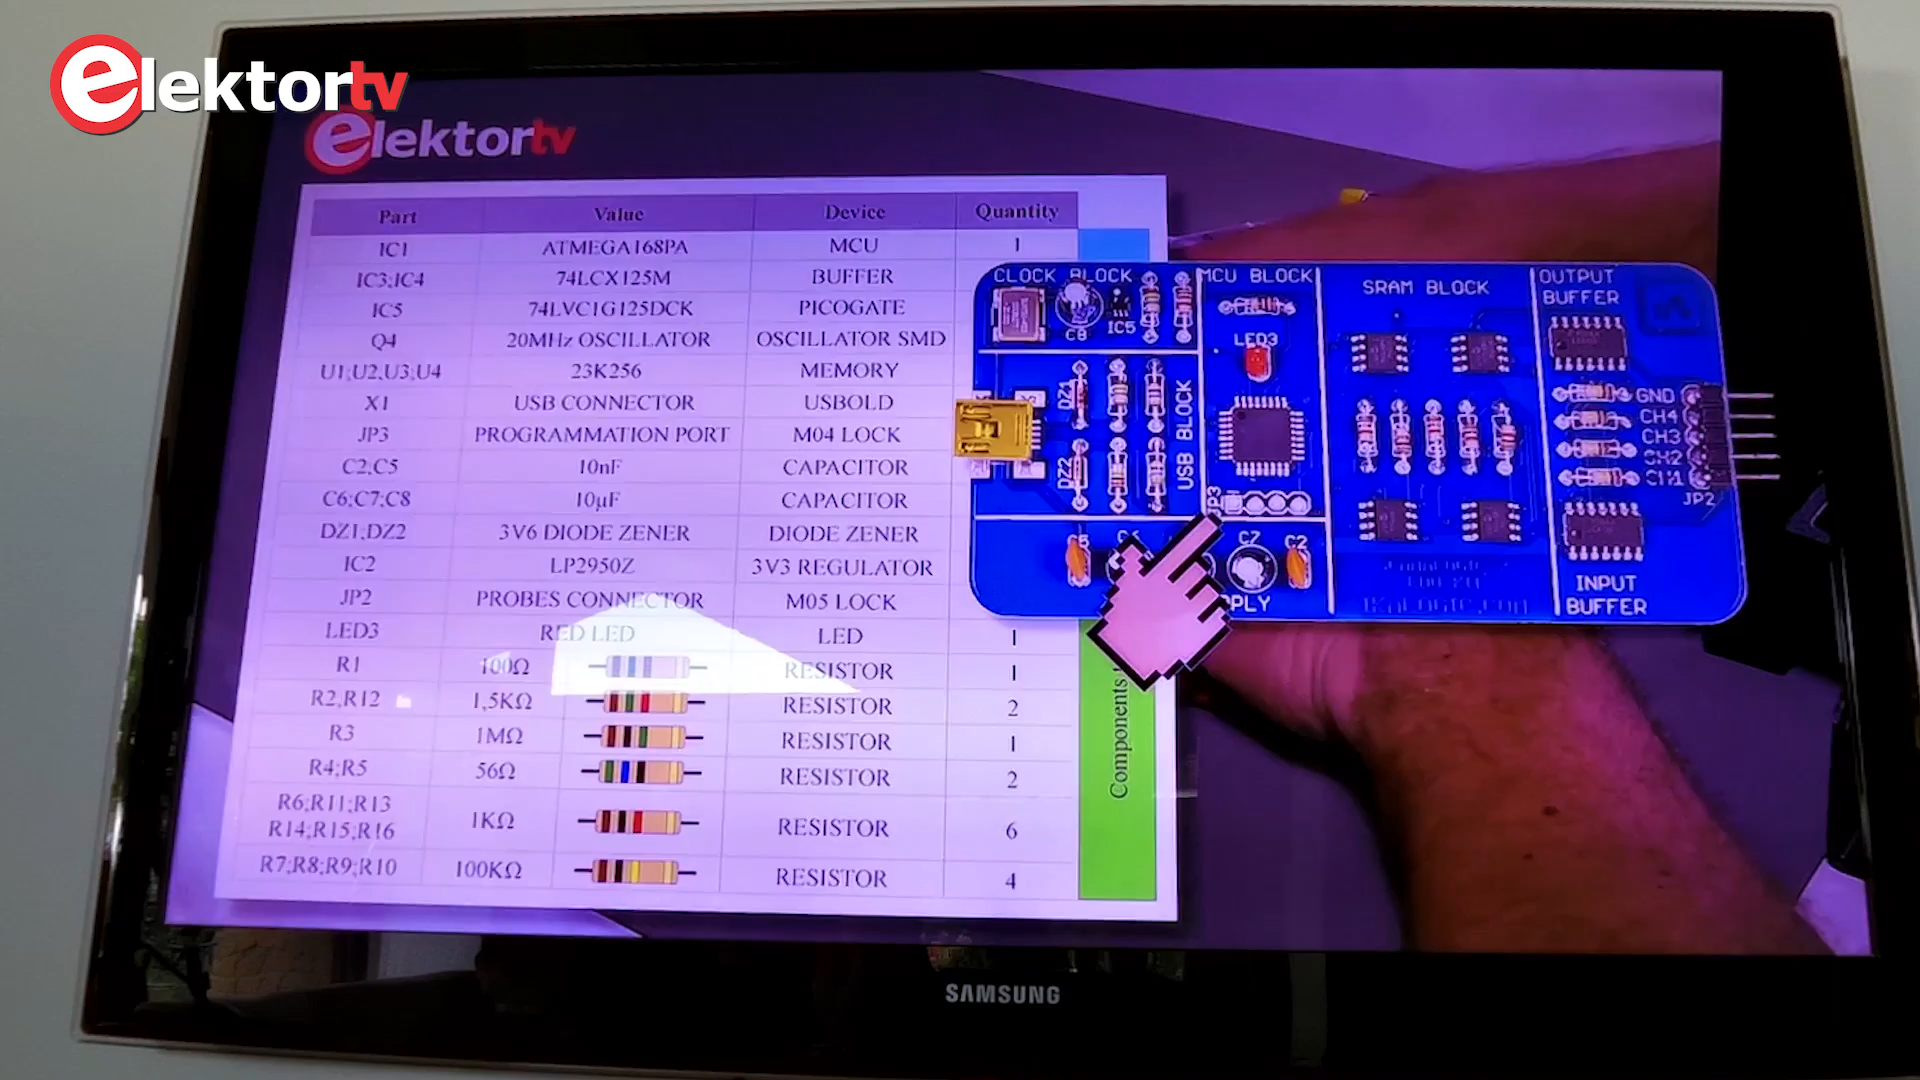 elektortv
elektortv
Part Value Device Quantity
IC1 ATMEGA168PA MCU 1
IC3;IC4 74LCX125M BUFFER
IC5 74LVC1G125DCK PICOGATE
Q4 20MHz OSCILLATOR OSCILLATOR SMD
U1;U2,U3;U4 23K256 MEMORY
X1 USB CONNECTOR USBOLD
JP3 PROGRAMMATION PORT M04 LOCK
C2,C5 10nF CAPACITOR
C6;C7;C8 10µF CAPACITOR
DZ1;DZ2 3V6 DIODE ZENER DIODE ZENER
IC2 LP2950Z 3V3 REGULATOR
JP2 PROBES CONNECTOR M05 LOCK
LED3 RED LED LED 1
R1 100Ω RESISTOR 1
R2,R12 1,5KΩ RESISTOR 2
R3 1MΩ RESISTOR 1
R4;R5 56Ω RESISTOR 2
R6;R11;R13
R14;R15;R16 1KΩ RESISTOR 6
R7;R8;R9;R10 100KΩ RESISTOR 4
Components
CLOCK BLOCK
C8
IC5
MCU BLOCK
LED3
SRAM BLOCK
OUTPUT
BUFFER
DZ1
DZ2
USB BLOCK
JP3
GND
CH4
CH3
CH2
CH1
JP2
C5
C7
C2
PLY
INPUT
BUFFER
SAMSUNG